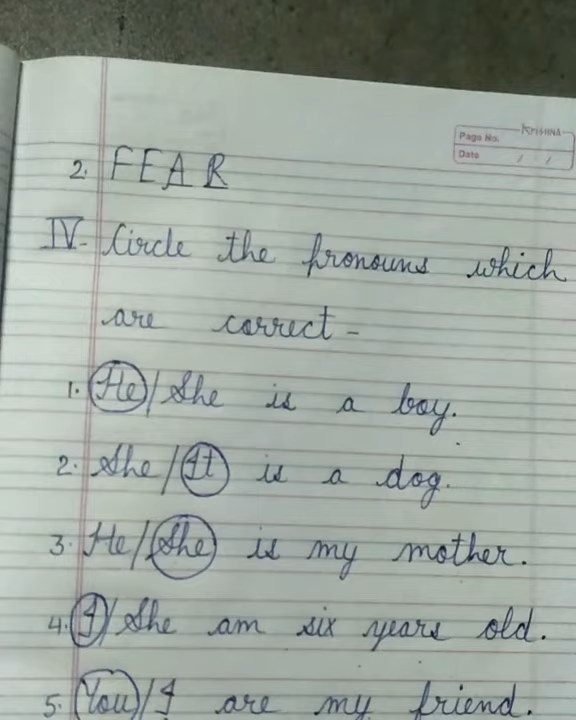 KRISHNA
Page No.
Date / /
2. FEAR
IV- Circle the pronouns which
are correct -
1. He/She is a boy.
2. She/It is a dog.
3. He/She is my mother.
4. I/She am six years old.
5. You/I are my friend.